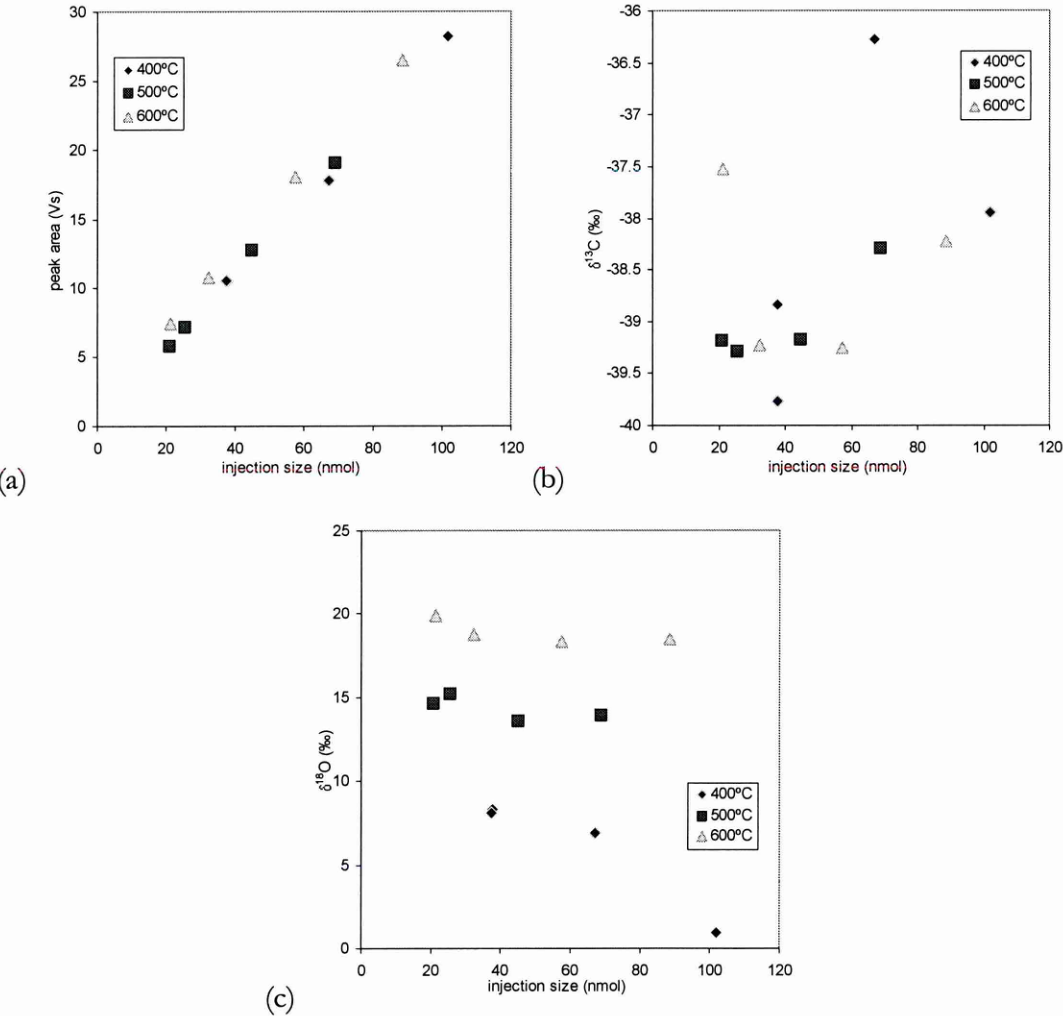 30
25
20
15
10
5
0
peak area (Vs)
400ºC
500ºC
600ºC
0 20 40 60 80 100 120
injection size (nmol)
(a)
-36
-36.5
-37
-37.5
-38
-38.5
-39
-39.5
-40
δ¹³C (‰)
400ºC
500ºC
600ºC
0 20 40 60 80 100 120
injection size (nmol)
(b)
25
20
15
10
5
0
δ¹⁸O (‰)
400ºC
500ºC
600ºC
0 20 40 60 80 100 120
injection size (nmol)
(c)